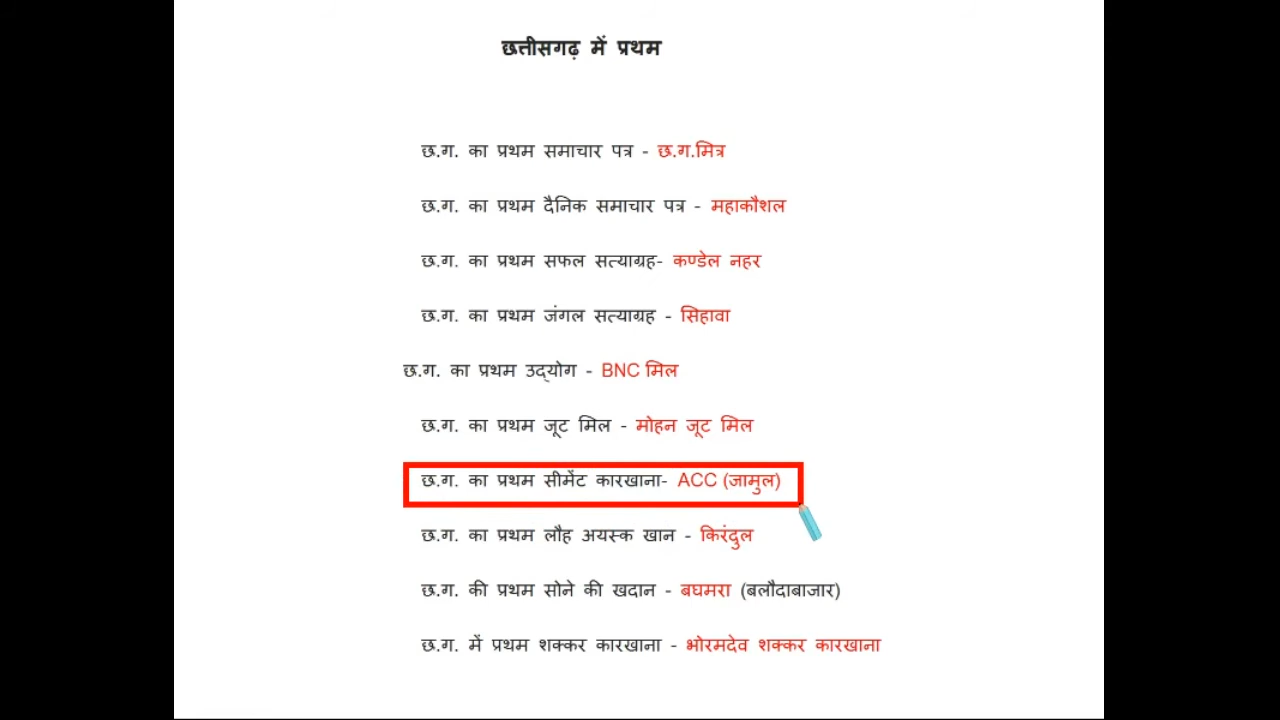 छत्तीसगढ़ में प्रथम
छ.ग. का प्रथम समाचार पत्र - छ.ग.मित्र
छ.ग. का प्रथम दैनिक समाचार पत्र - महाकौशल
छ.ग. का प्रथम सफल सत्याग्रह- कण्डेल नहर
छ.ग. का प्रथम जंगल सत्याग्रह - सिहावा
छ.ग. का प्रथम उद्योग - BNC मिल
छ.ग. का प्रथम जूट मिल - मोहन जूट मिल
छ.ग. का प्रथम सीमेंट कारखाना- ACC (जामुल)
छ.ग. का प्रथम लौह अयस्क खान - किरंदुल
छ.ग. की प्रथम सोने की खदान - बघमरा (बलौदाबाजार)
छ.ग. में प्रथम शक्कर कारखाना - भोरमदेव शक्कर कारखाना